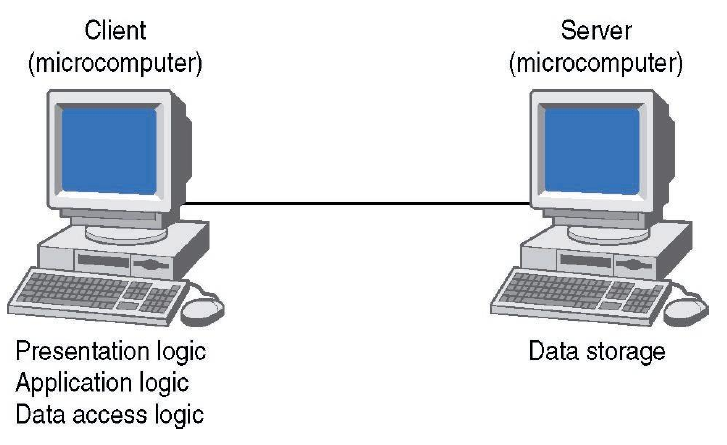 Client
(microcomputer)
Server
(microcomputer)
Presentation logic
Application logic
Data access logic
Data storage